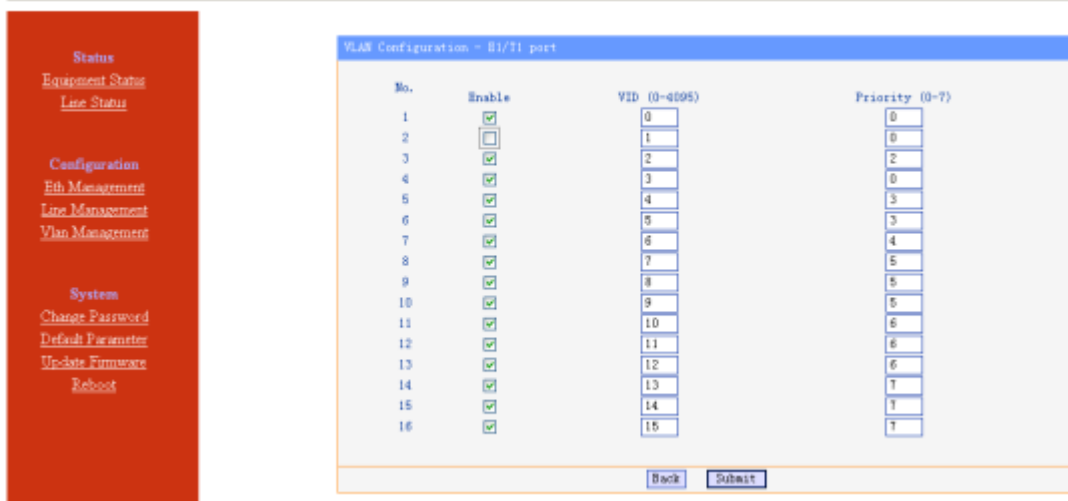 Status
Equipment Status
Line Status
Configuration
Eth Management
Line Management
Vlan Management
System
Change Password
Default Parameter
Update Firmware
Reboot
VLAN Configuration - E1/T1 port
No. Enable VID (0-4095) Priority (0-7)
1 0 0
2 1 0
3 2 2
4 3 0
5 4 3
6 5 3
7 6 4
8 7 5
9 8 5
10 9 5
11 10 6
12 11 6
13 12 6
14 13 7
15 14 7
16 15 7
Back Submit